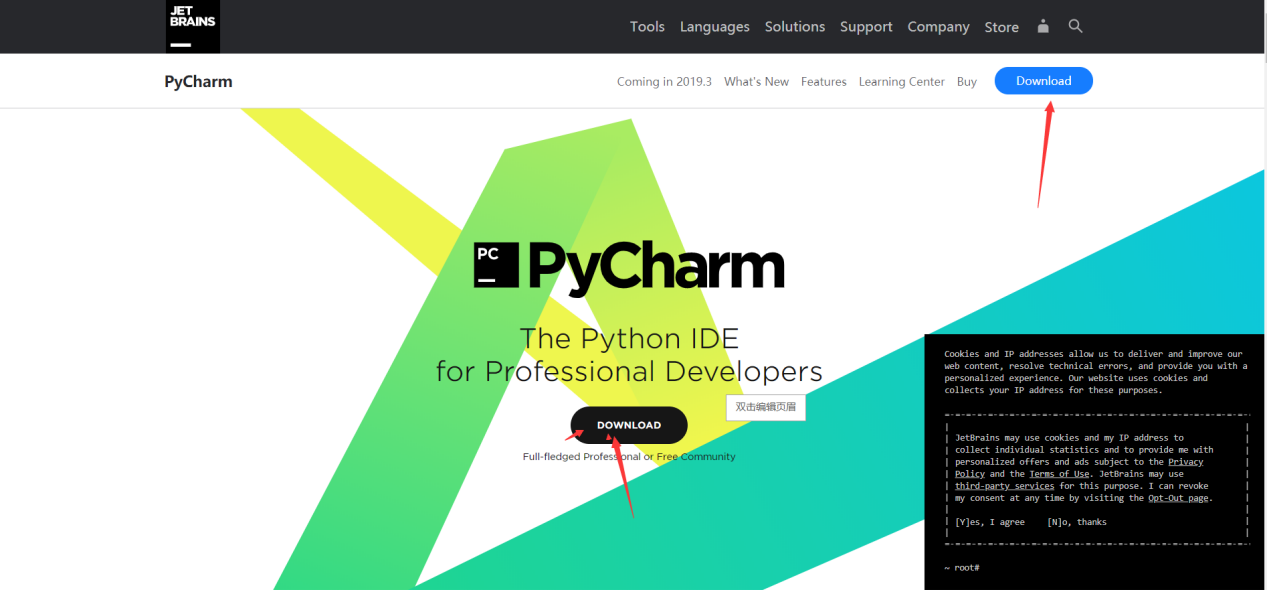 JET
BRAINS
Tools Languages Solutions Support Company Store
PyCharm
Coming in 2019.3 What's New Features Learning Center Buy Download
PC
PyCharm
The Python IDE
for Professional Developers
双击编辑页眉
DOWNLOAD
Full-fledged Professional or Free Community
Cookies and IP addresses allow us to deliver and improve our
web content, resolve technical errors, and provide you with a
personalized experience. Our website uses cookies and
collects your IP address for these purposes.
JetBrains may use cookies and my IP address to
collect individual statistics and to provide me with
personalized offers and ads subject to the Privacy
Policy and the Terms of Use. JetBrains may use
third-party services for this purpose. I can revoke
my consent at any time by visiting the Opt-Out page.
[Y]es, I agree [N]o, thanks
~ root#